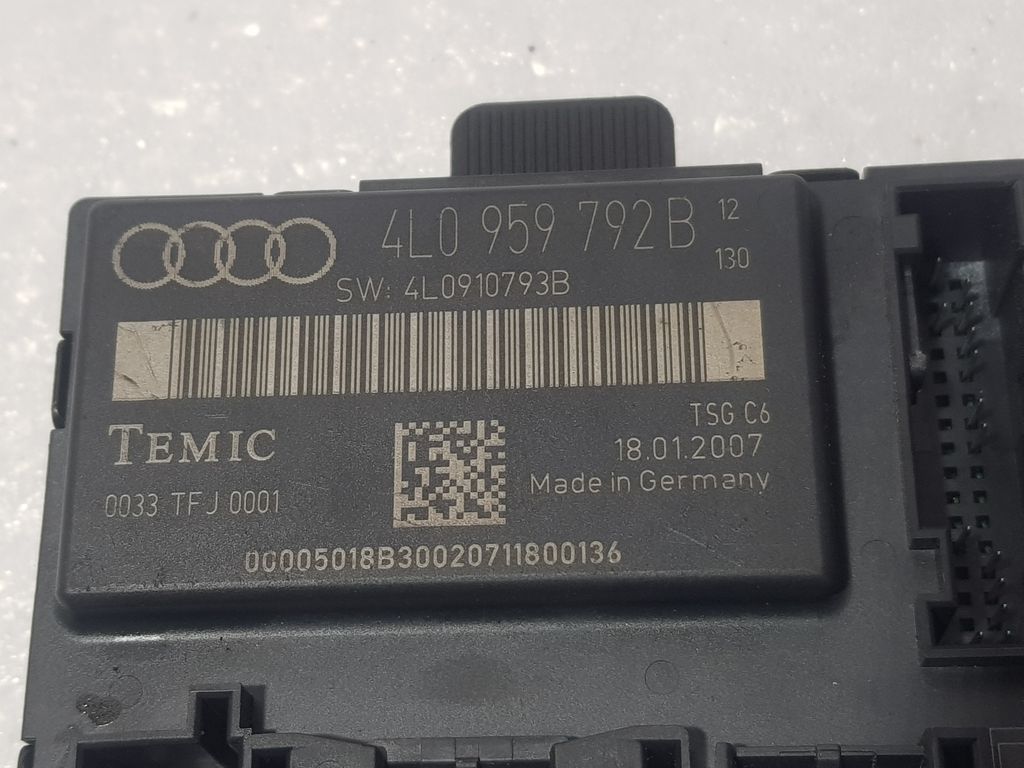 4L0 959 792 B 12
130
SW: 4L0910793B
TEMIC
0033 TFJ 0001
TSG C6
18.01.2007
Made in Germany
00005018B30020711800136